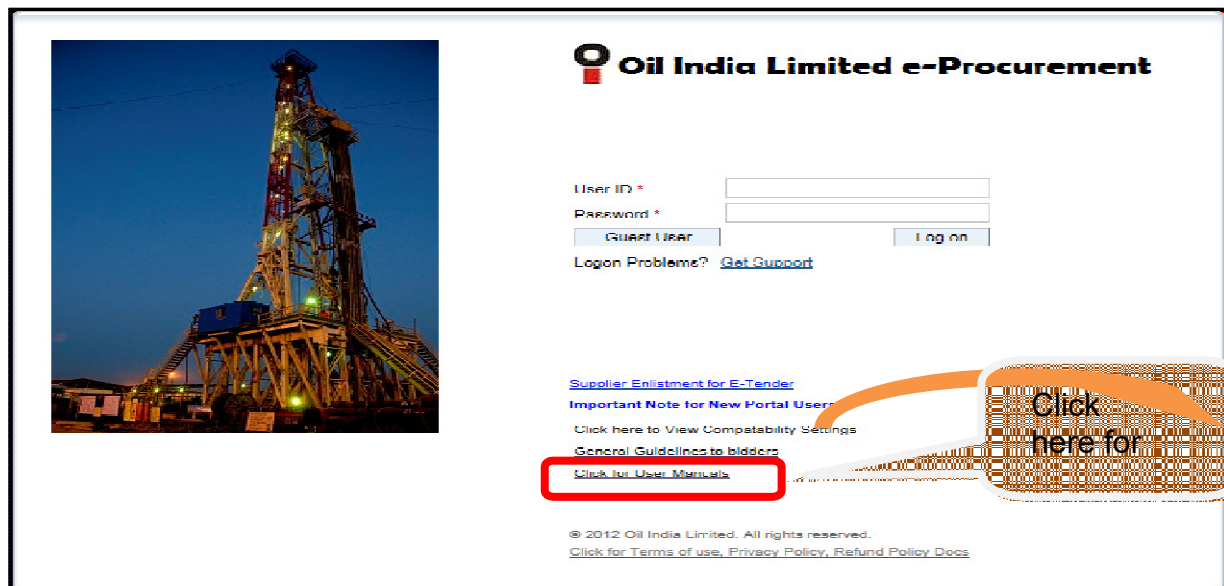 Oil India Limited e-Procurement
User ID *
Password *
Guest User
Log on
Logon Problems? Get Support
Supplier Enlistment for E-Tender
Important Note for New Portal Users
Click here to View Compatability Settings
General Guidelines to bidders
Click for User Manuals
Click
here for
© 2012 Oil India Limited. All rights reserved.
Click for Terms of use, Privacy Policy, Refund Policy Docs